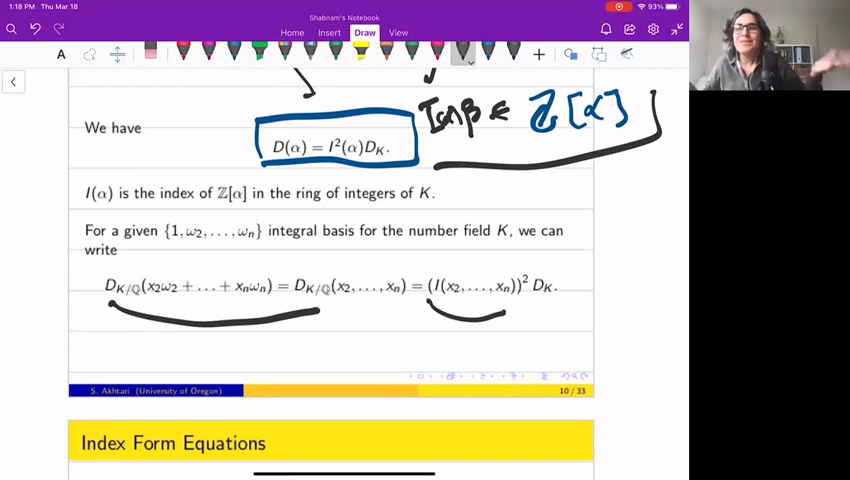 1:18 PM Thu Mar 18
93%
Shabnam's Notebook
Home Insert Draw View
A
We have
D(α) = I²(α)D_K.
β ∈ ℤ[α]
I(α) is the index of ℤ[α] in the ring of integers of K.
For a given {1, ω₂, . . . , ωₙ} integral basis for the number field K, we can
write
D_{K/ℚ}(x₂ω₂ + . . . + xₙωₙ) = D_{K/ℚ}(x₂, . . . , xₙ) = (I(x₂, . . . , xₙ))² D_K.
S. Akhtari (University of Oregon)
10 / 33
Index Form Equations